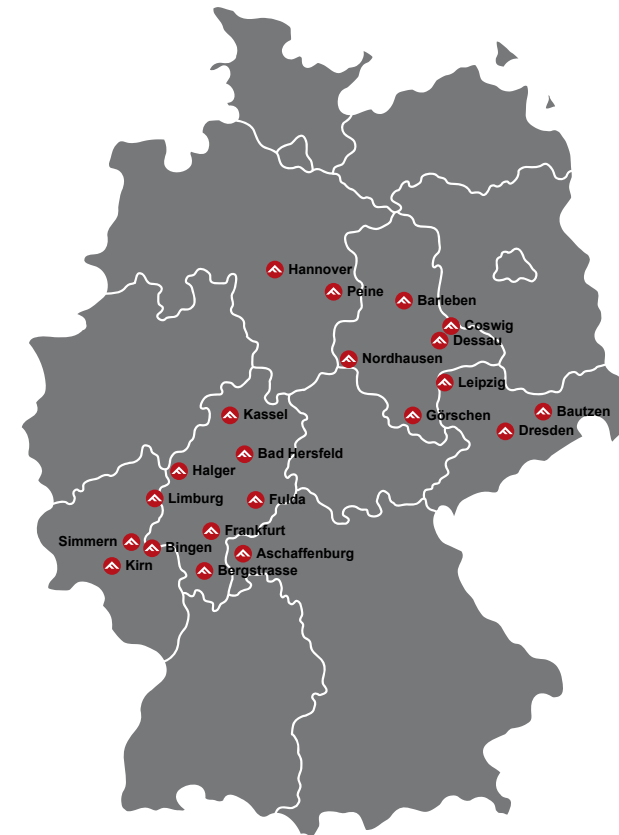 Hannover
Peine
Barleben
Coswig
Dessau
Nordhausen
Leipzig
Kassel
Görschen
Bautzen
Dresden
Bad Hersfeld
Halger
Limburg
Fulda
Frankfurt
Simmern
Bingen
Aschaffenburg
Kirn
Bergstrasse